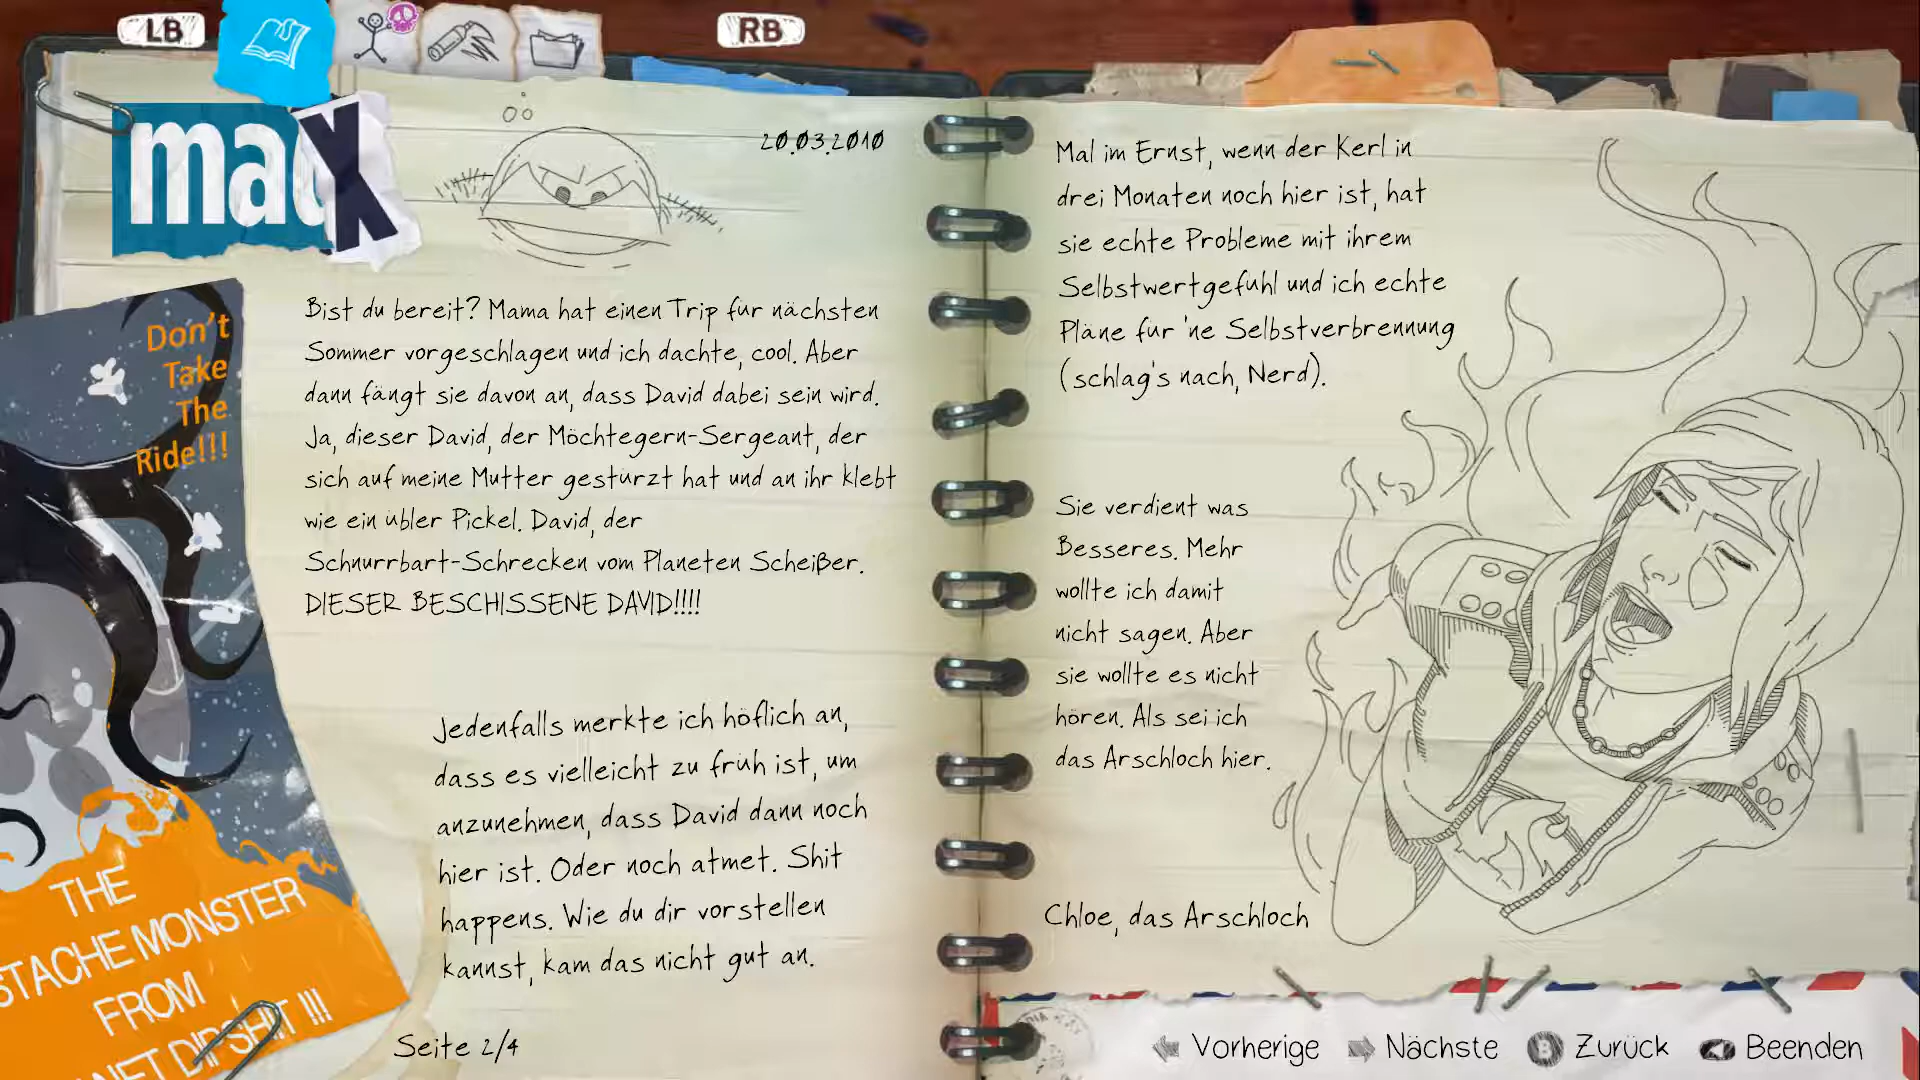 LB
RB
max
20.03.2010
Don't
Take
The
Ride!!!
Bist du bereit? Mama hat einen Trip für nächsten
Sommer vorgeschlagen und ich dachte, cool. Aber
dann fängt sie davon an, dass David dabei sein wird.
Ja, dieser David, der Möchtegern-Sergeant, der
sich auf meine Mutter gestürzt hat und an ihr klebt
wie ein übler Pickel. David, der
Schnurrbart-Schrecken vom Planeten Scheißer.
DIESER BESCHISSENE DAVID!!!!
Jedenfalls merkte ich höflich an,
dass es vielleicht zu früh ist, um
anzunehmen, dass David dann noch
hier ist. Oder noch atmet. Shit
happens. Wie du dir vorstellen
kannst, kam das nicht gut an.
THE
STACHE MONSTER
FROM
NET DIPSHIT !!!
Seite 2/4
Mal im Ernst, wenn der Kerl in
drei Monaten noch hier ist, hat
sie echte Probleme mit ihrem
Selbstwertgefühl und ich echte
Pläne für 'ne Selbstverbrennung
(schlag's nach, Nerd).
Sie verdient was
Besseres. Mehr
wollte ich damit
nicht sagen. Aber
sie wollte es nicht
hören. Als sei ich
das Arschloch hier.
Chloe, das Arschloch
Vorherige
Nächste
B Zurück
Beenden